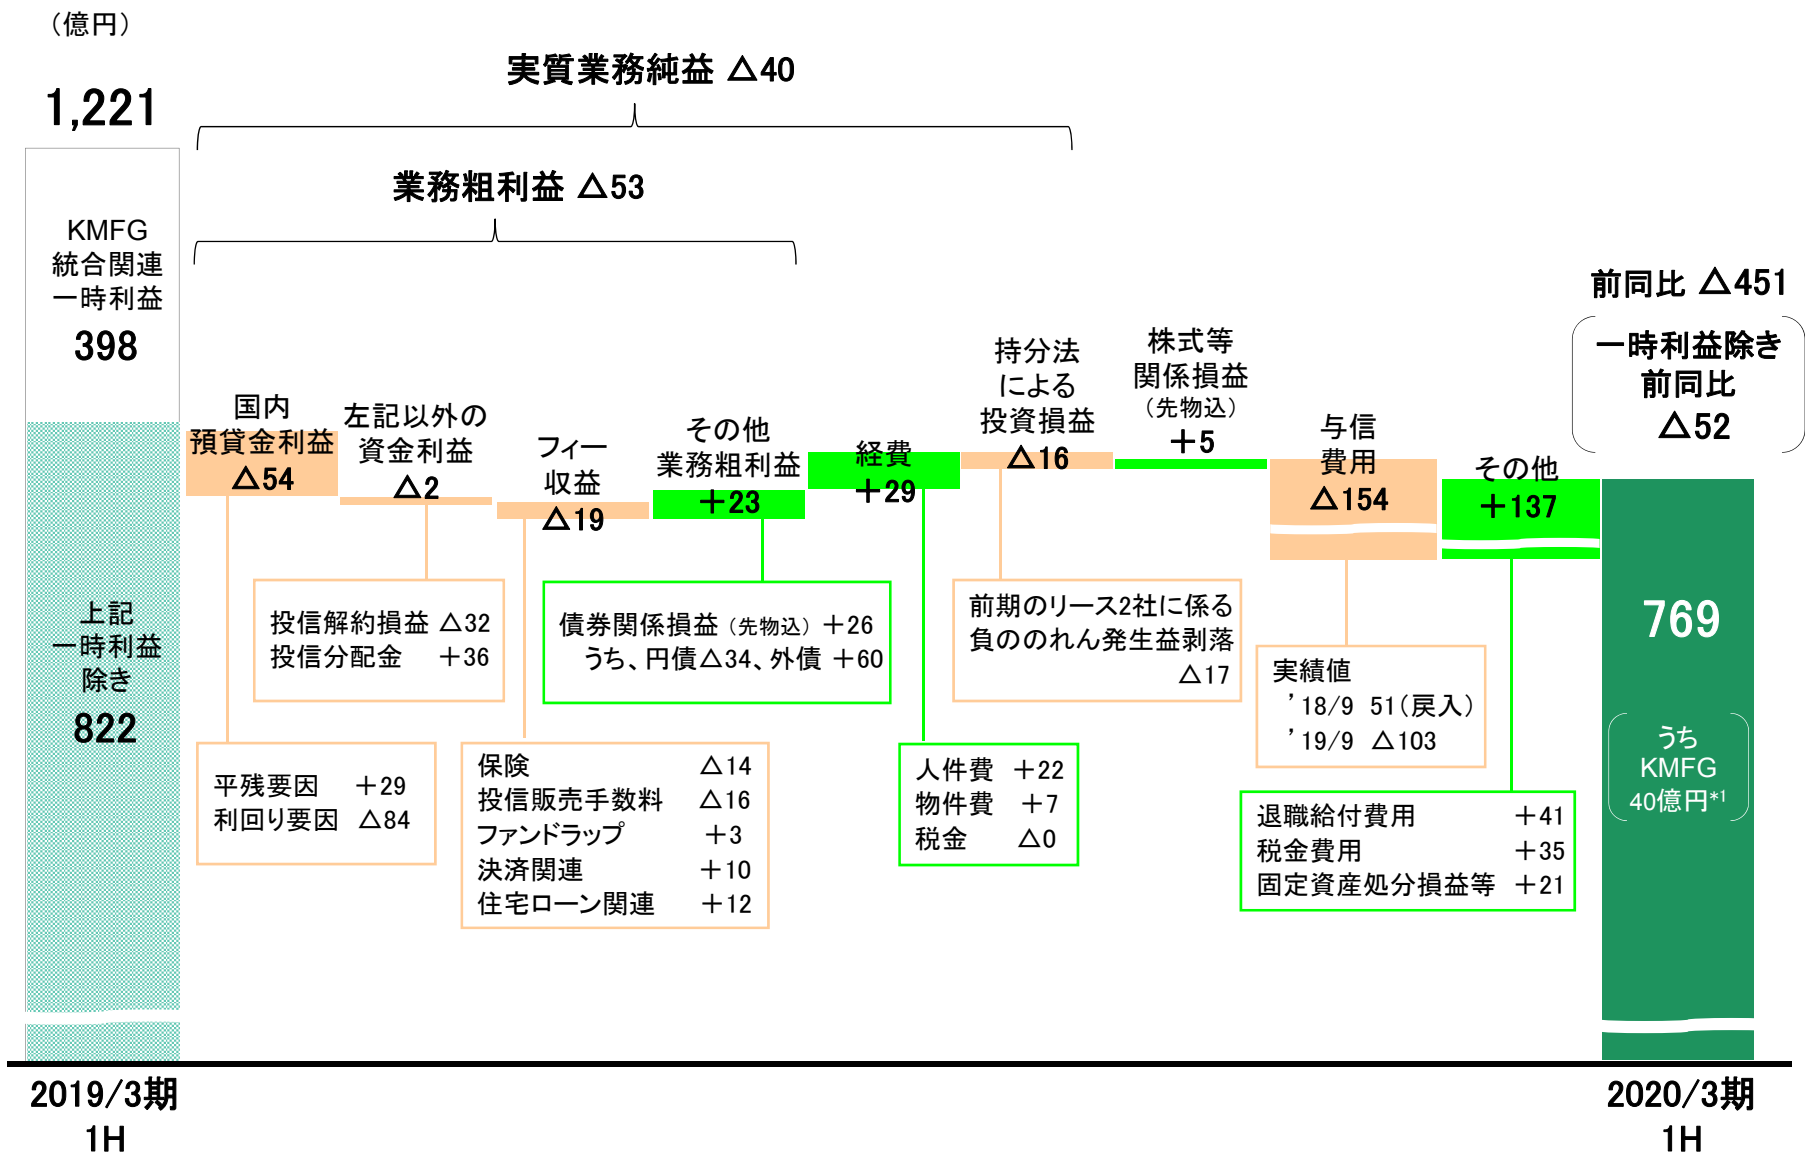 （億円）
1,221
実質業務純益 △40
業務粗利益 △53
KMFG
統合関連
一時利益
398
上記
一時利益
除き
822
国内
預貸金利益
△54
左記以外の
資金利益
△2
フィー
収益
△19
その他
業務粗利益
＋23
経費
＋29
持分法
による
投資損益
△16
株式等
関係損益
（先物込）
＋5
与信
費用
△154
その他
＋137
前同比 △451
一時利益除き
前同比
△52
769
うち
KMFG
40億円*1
平残要因 ＋29
利回り要因 △84
投信解約損益 △32
投信分配金 ＋36
保険 △14
投信販売手数料 △16
ファンドラップ ＋3
決済関連 ＋10
住宅ローン関連 ＋12
債券関係損益（先物込）＋26
うち、円債△34、外債 ＋60
人件費 ＋22
物件費 ＋7
税金 △0
前期のリース2社に係る
負ののれん発生益剥落
△17
実績値
’18/9 51（戻入）
’19/9 △103
退職給付費用 ＋41
税金費用 ＋35
固定資産処分損益等 ＋21
2019/3期
1H
2020/3期
1H